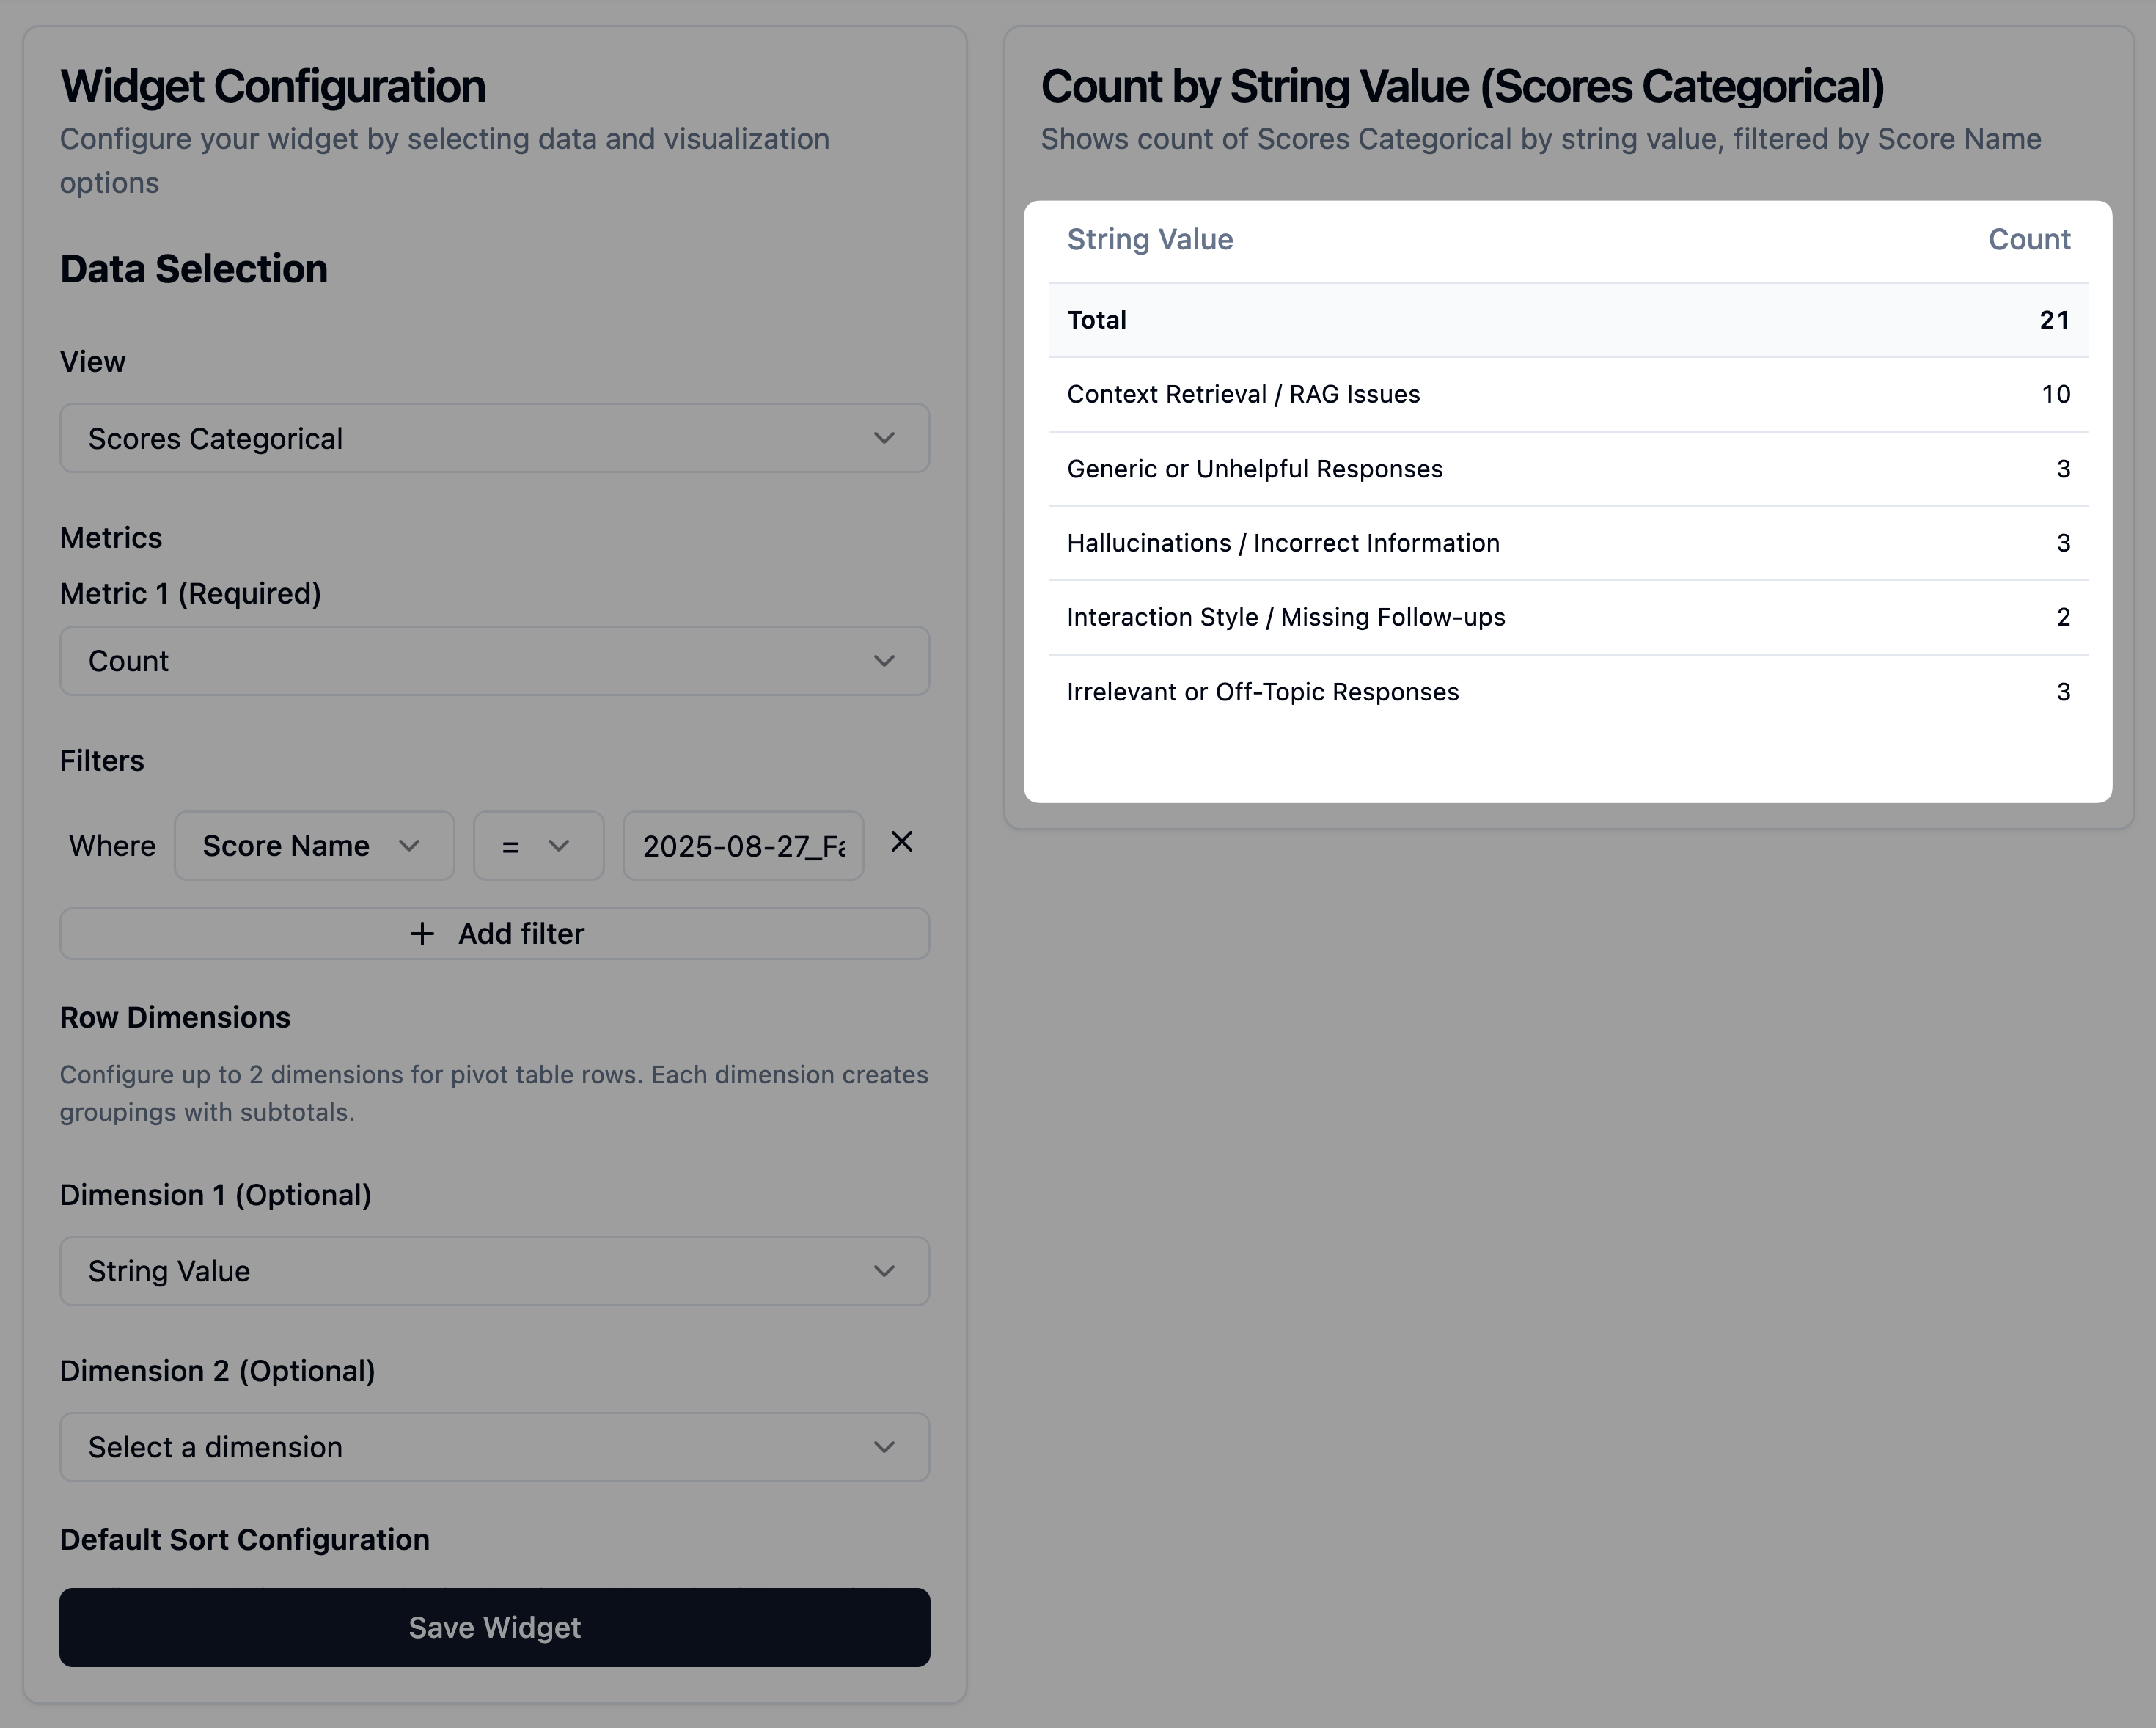 Widget Configuration
Configure your widget by selecting data and visualization
options
Data Selection
View
Scores Categorical
Metrics
Metric 1 (Required)
Count
Filters
Where Score Name = 2025-08-27_Fa
Add filter
Row Dimensions
Configure up to 2 dimensions for pivot table rows. Each dimension creates
groupings with subtotals.
Dimension 1 (Optional)
String Value
Dimension 2 (Optional)
Select a dimension
Default Sort Configuration
Save Widget
Count by String Value (Scores Categorical)
Shows count of Scores Categorical by string value, filtered by Score Name
String Value Count
Total 21
Context Retrieval / RAG Issues 10
Generic or Unhelpful Responses 3
Hallucinations / Incorrect Information 3
Interaction Style / Missing Follow-ups 2
Irrelevant or Off-Topic Responses 3